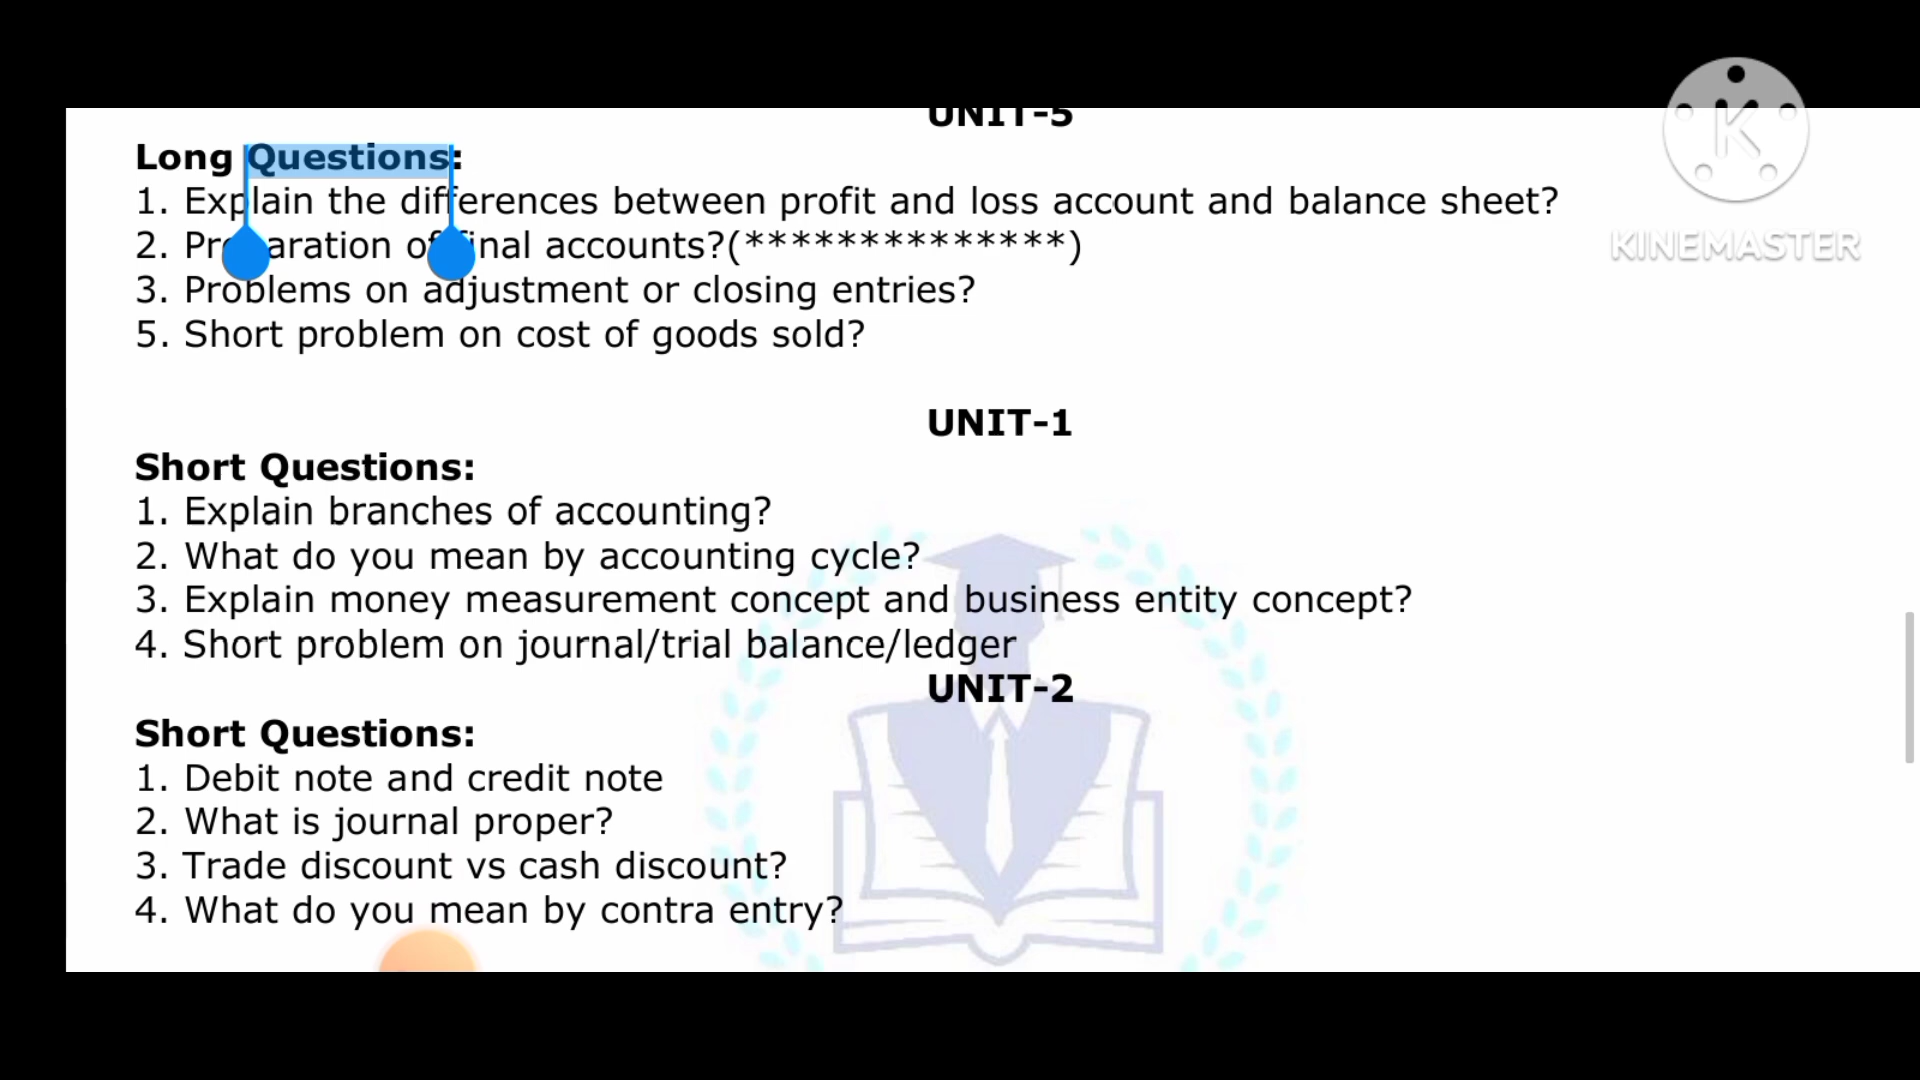 UNIT-5
Long Questions:
1. Explain the differences between profit and loss account and balance sheet?
2. Preparation of final accounts?(**************)
3. Problems on adjustment or closing entries?
5. Short problem on cost of goods sold?
UNIT-1
Short Questions:
1. Explain branches of accounting?
2. What do you mean by accounting cycle?
3. Explain money measurement concept and business entity concept?
4. Short problem on journal/trial balance/ledger
UNIT-2
Short Questions:
1. Debit note and credit note
2. What is journal proper?
3. Trade discount vs cash discount?
4. What do you mean by contra entry?
K
KINEMASTER